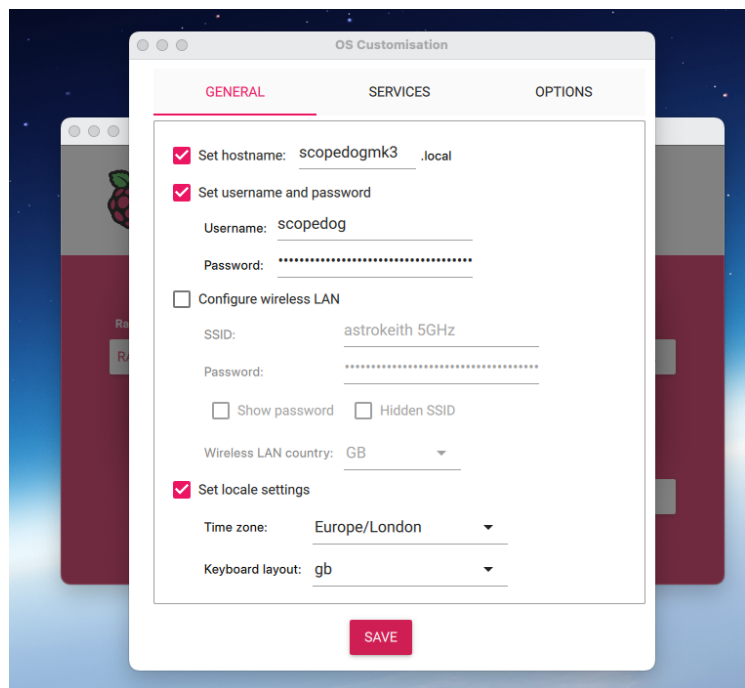 OS Customisation
GENERAL SERVICES OPTIONS
Set hostname: scopedogmk3 .local
Set username and password
Username: scopedog
Password: •••••••••••••••••••••••••••••••••••••
Configure wireless LAN
SSID: astrokeith 5GHz
Password: •••••••••••••••••••••••••••••••••••••
Show password Hidden SSID
Wireless LAN country: GB
Set locale settings
Ra
RA
Time zone: Europe/London
Keyboard layout: gb
SAVE